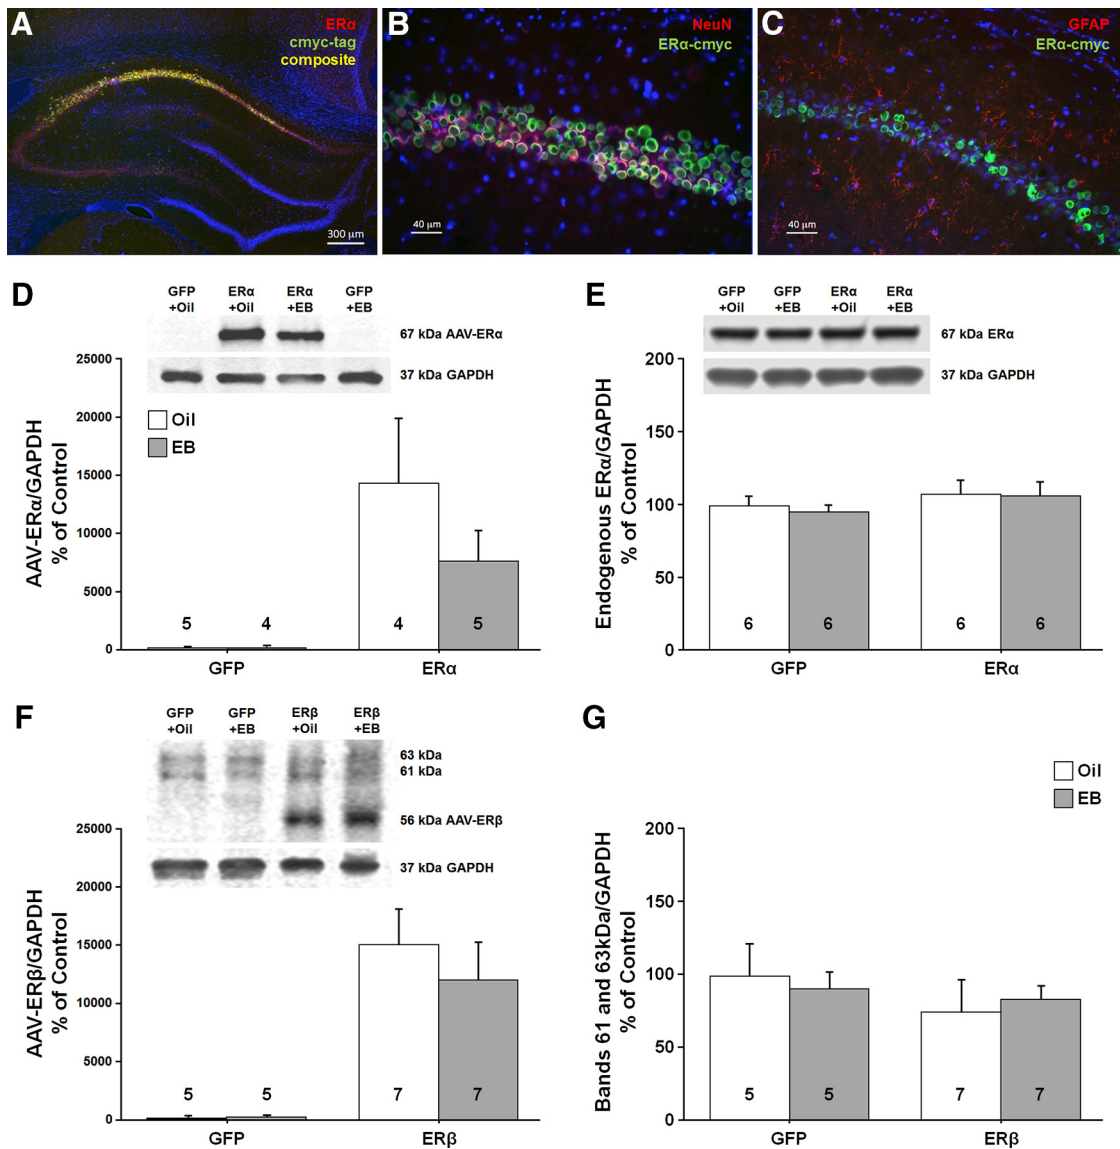 A
ERα
cmyc-tag
composite
300 µm
B
NeuN
ERα-cmyc
40 µm
C
GFAP
ERα-cmyc
40 µm
D
GFP
+Oil
ERα
+Oil
ERα
+EB
GFP
+EB
67 kDa AAV-ERα
37 kDa GAPDH
Oil
EB
AAV-ERα/GAPDH
% of Control
25000
20000
15000
10000
5000
0
5
4
4
5
GFP
ERα
E
GFP
+Oil
GFP
+EB
ERα
+Oil
ERα
+EB
67 kDa ERα
37 kDa GAPDH
Endogenous ERα/GAPDH
% of Control
200
150
100
50
0
6
6
6
6
GFP
ERα
F
GFP
+Oil
GFP
+EB
ERβ
+Oil
ERβ
+EB
63 kDa
61 kDa
56 kDa AAV-ERβ
37 kDa GAPDH
AAV-ERβ/GAPDH
% of Control
25000
20000
15000
10000
5000
0
5
5
7
7
GFP
ERβ
G
Oil
EB
Bands 61 and 63kDa/GAPDH
% of Control
200
150
100
50
0
5
5
7
7
GFP
ERβ